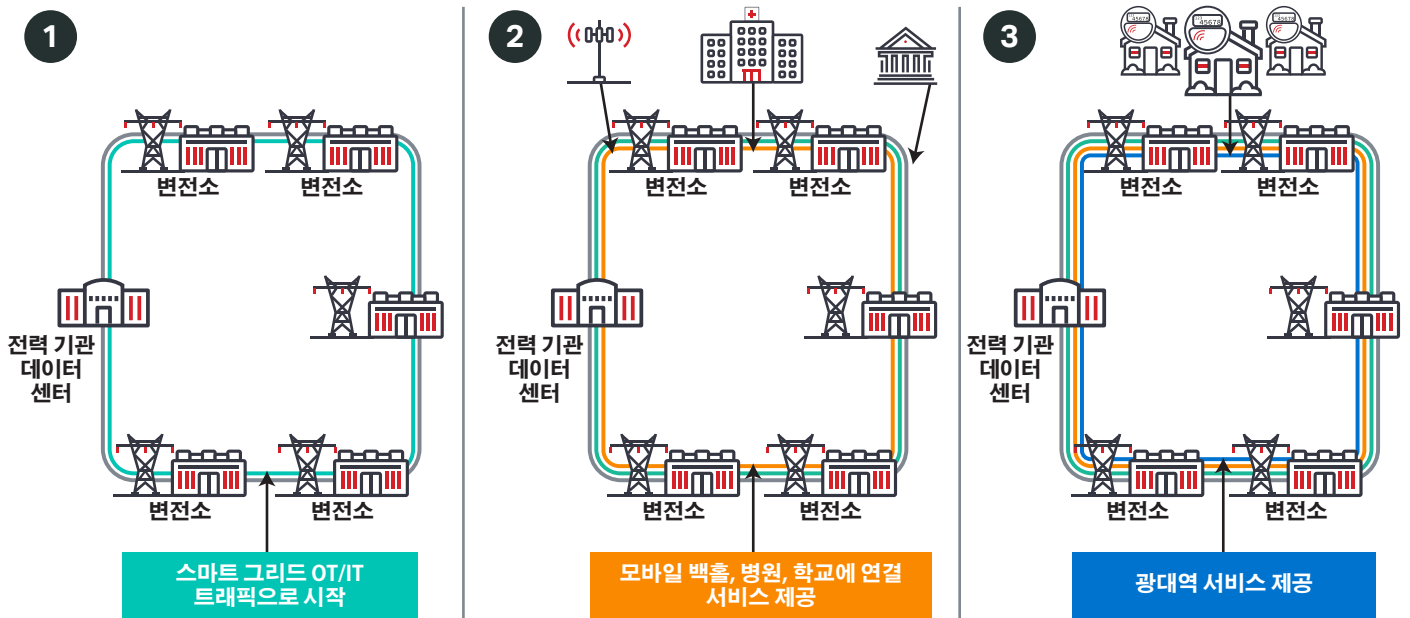 1
변전소
변전소
전력 기관
데이터
센터
변전소
변전소
스마트 그리드 OT/IT
트래픽으로 시작
2
변전소
변전소
전력 기관
데이터
센터
변전소
변전소
모바일 백홀, 병원, 학교에 연결
서비스 제공
3
45678
45678
45678
변전소
변전소
전력 기관
데이터
센터
변전소
변전소
광대역 서비스 제공